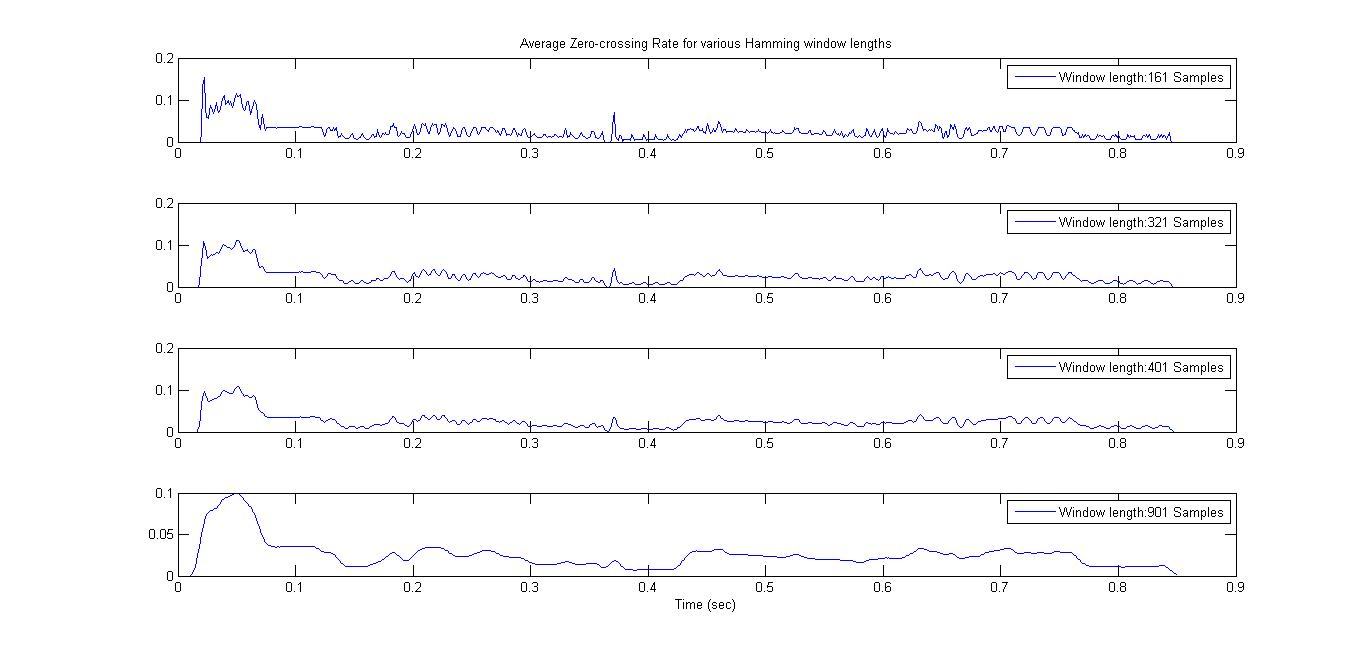 Average Zero-crossing Rate for various Hamming window lengths
0.2
Window length:161 Samples
0.1
0
0 0.1 0.2 0.3 0.4 0.5 0.6 0.7 0.8 0.9
0.2
Window length:321 Samples
0.1
0
0 0.1 0.2 0.3 0.4 0.5 0.6 0.7 0.8 0.9
0.2
Window length:401 Samples
0.1
0
0 0.1 0.2 0.3 0.4 0.5 0.6 0.7 0.8 0.9
0.1
Window length:901 Samples
0.05
0
0 0.1 0.2 0.3 0.4 0.5 0.6 0.7 0.8 0.9
Time (sec)